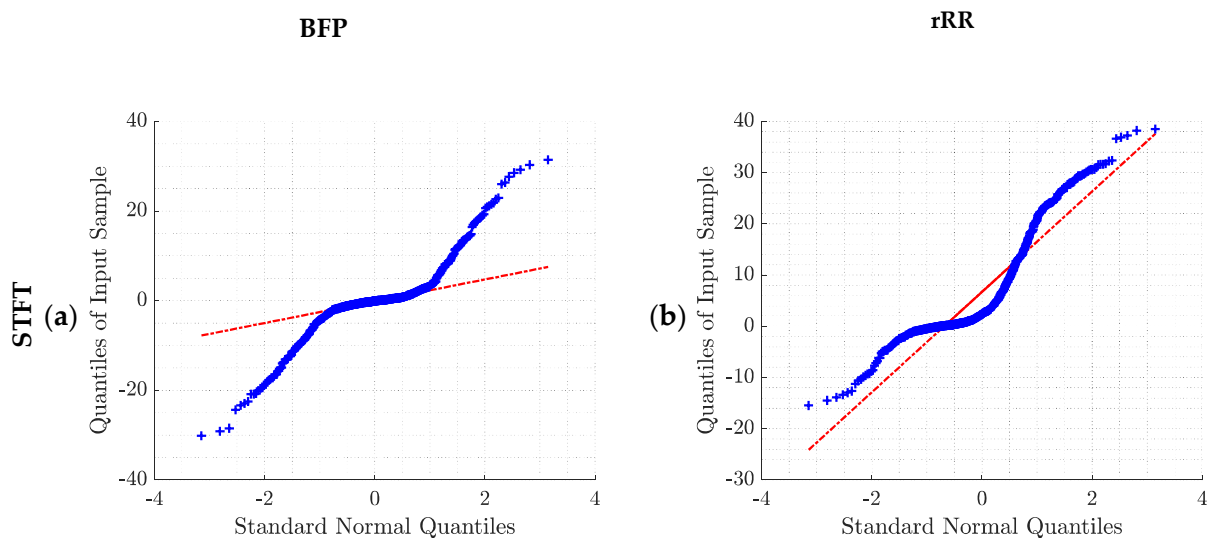 BFP
rRR
STFT
(a)
Quantiles of Input Sample
40
20
0
-20
-40
-4
-2
0
2
4
Standard Normal Quantiles
(b)
Quantiles of Input Sample
40
30
20
10
0
-10
-20
-30
-4
-2
0
2
4
Standard Normal Quantiles